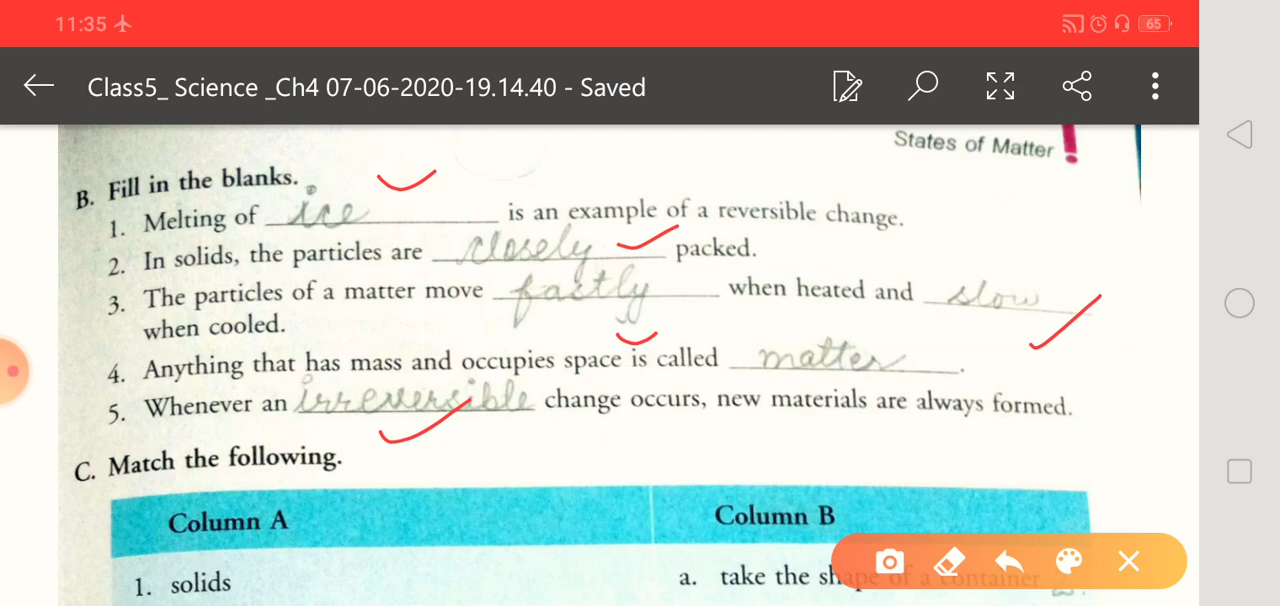 11:35
65
Class5_ Science _Ch4 07-06-2020-19.14.40 - Saved
States of Matter
B. Fill in the blanks.
1. Melting of ice is an example of a reversible change.
2. In solids, the particles are closely packed.
3. The particles of a matter move fastly when heated and slow
when cooled.
4. Anything that has mass and occupies space is called matter.
5. Whenever an irreversible change occurs, new materials are always formed.
C. Match the following.
Column A Column B
1. solids a. take the shape of a container